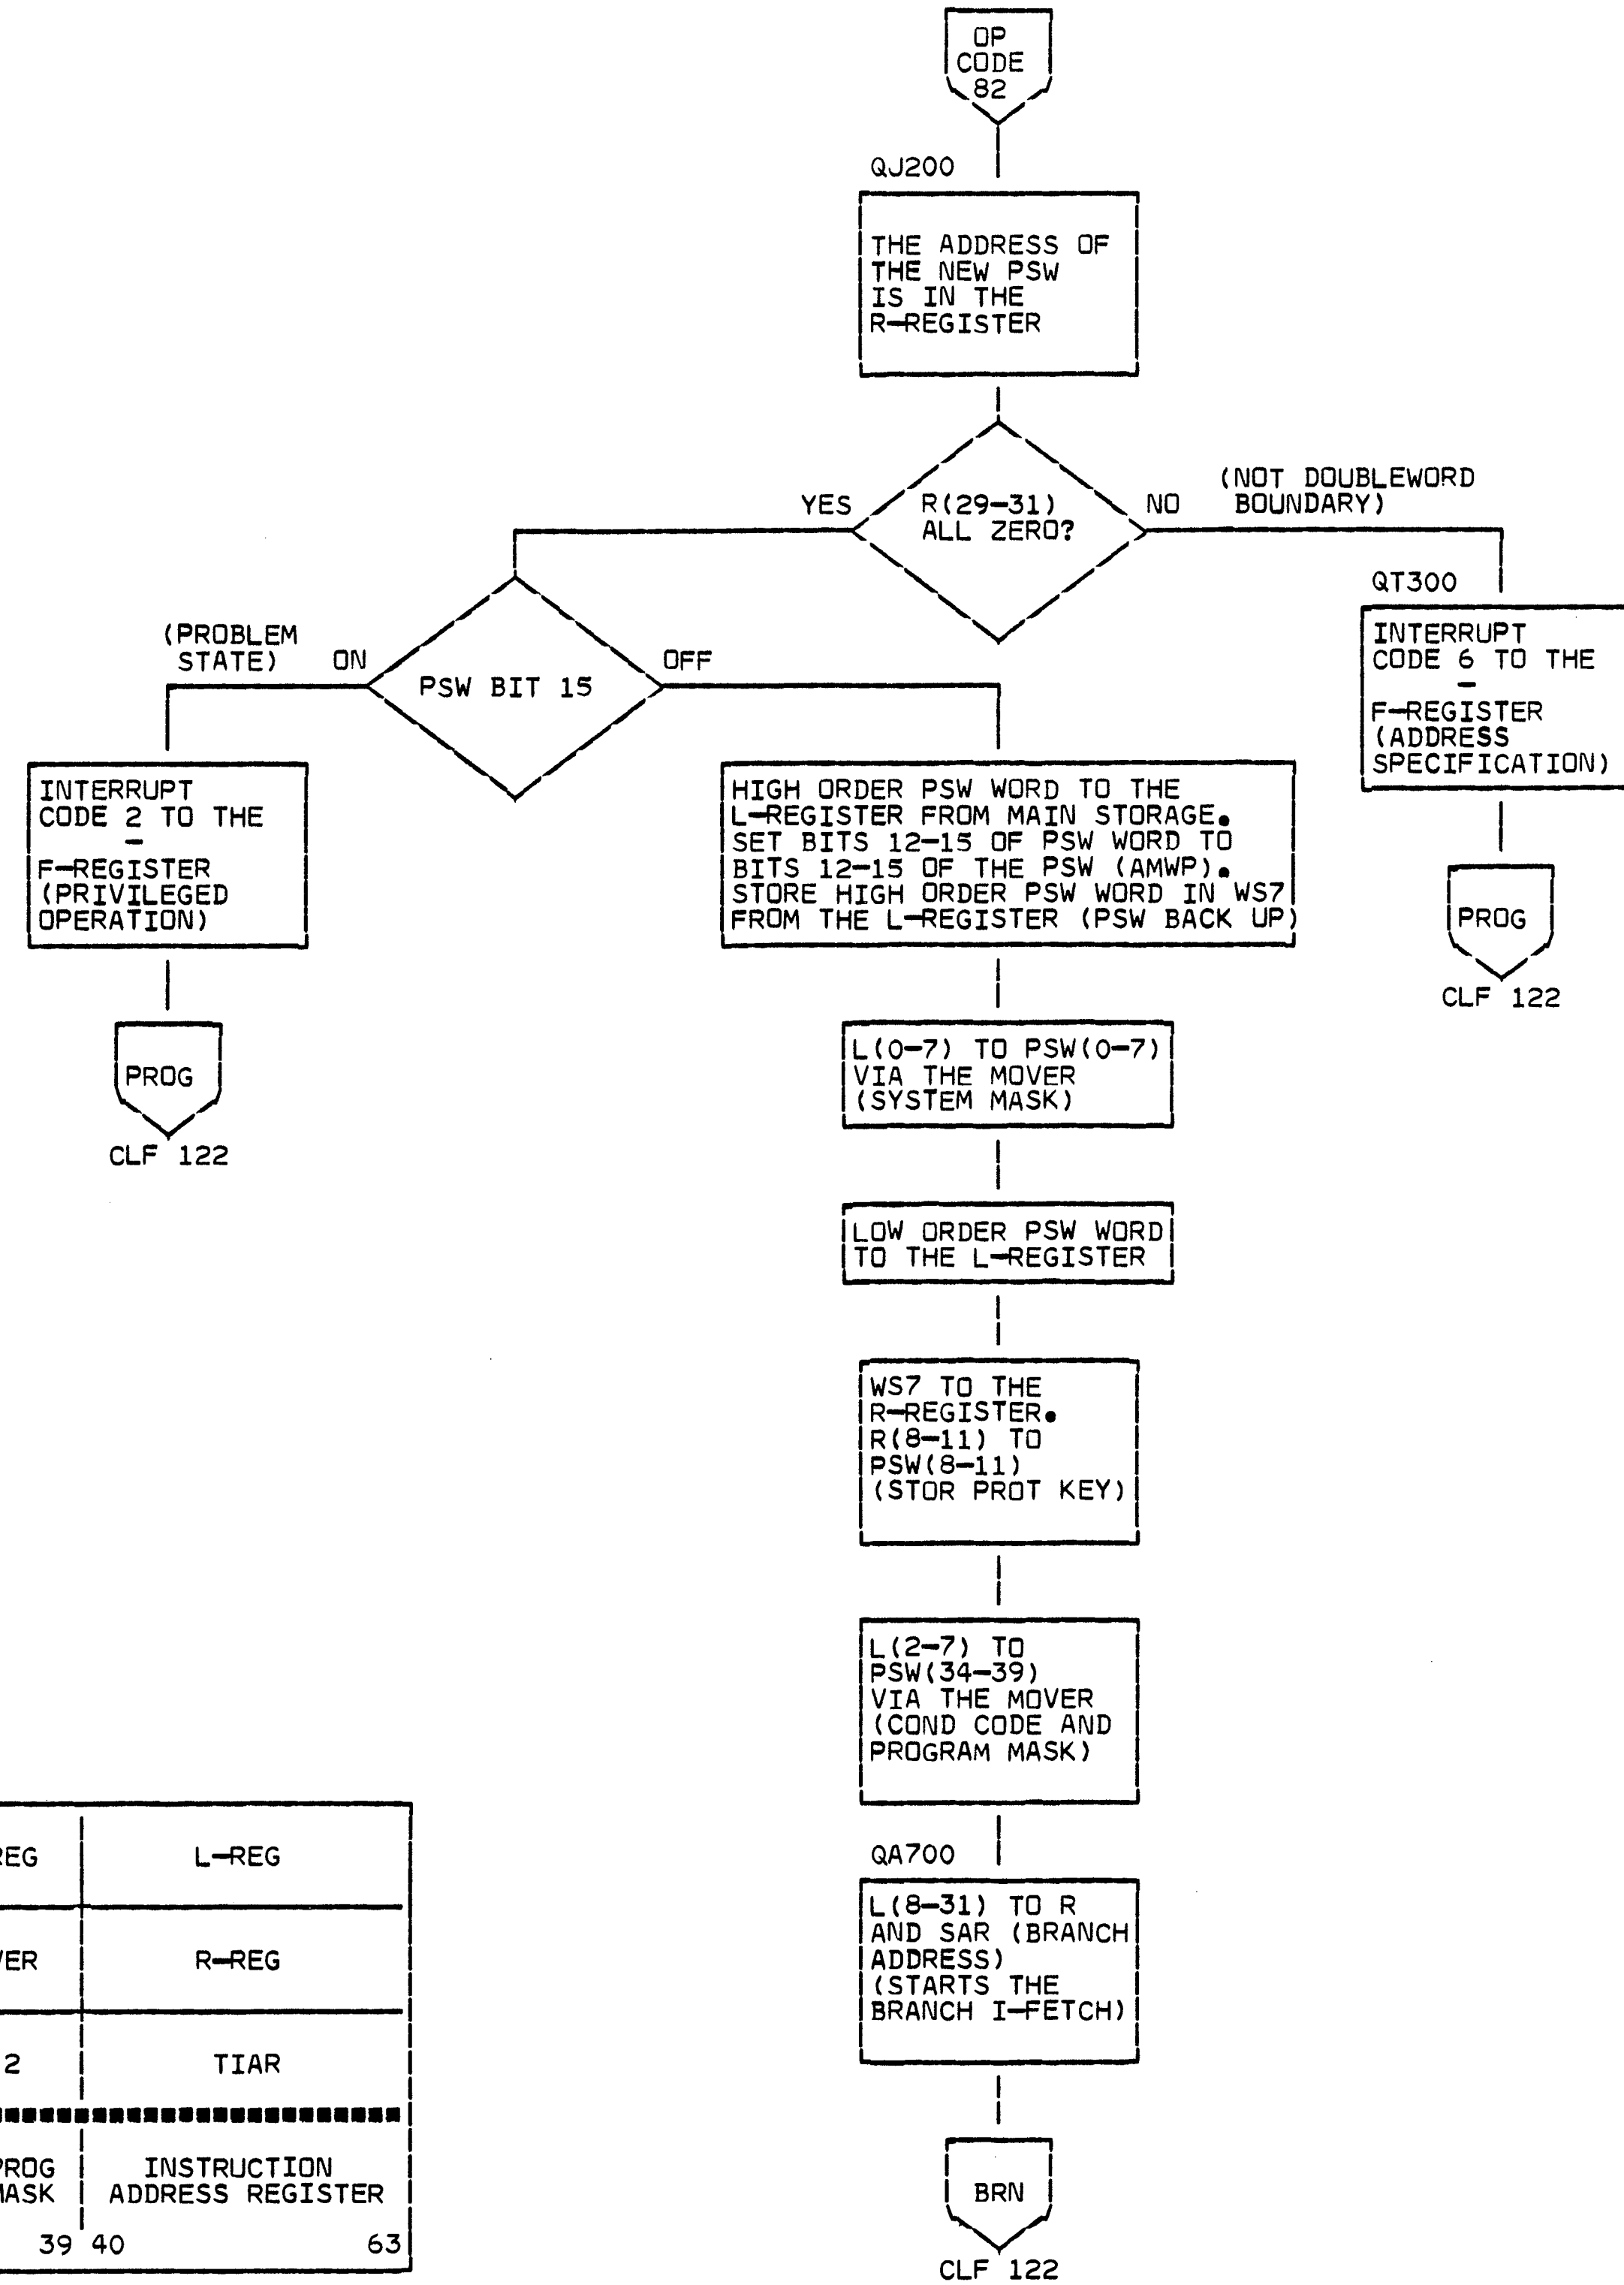 OP
CODE
82
QJ200
THE ADDRESS OF
THE NEW PSW
IS IN THE
R-REGISTER
R(29-31)
ALL ZERO?
YES
NO
(NOT DOUBLEWORD
BOUNDARY)
QT300
INTERRUPT
CODE 6 TO THE
F-REGISTER
(ADDRESS
SPECIFICATION)
PROG
CLF 122
PSW BIT 15
(PROBLEM
STATE)
ON
OFF
INTERRUPT
CODE 2 TO THE
F-REGISTER
(PRIVILEGED
OPERATION)
PROG
CLF 122
HIGH ORDER PSW WORD TO THE
L-REGISTER FROM MAIN STORAGE.
SET BITS 12-15 OF PSW WORD TO
BITS 12-15 OF THE PSW (AMWP).
STORE HIGH ORDER PSW WORD IN WS7
FROM THE L-REGISTER (PSW BACK UP)
L(0-7) TO PSW(0-7)
VIA THE MOVER
(SYSTEM MASK)
LOW ORDER PSW WORD
TO THE L-REGISTER
WS7 TO THE
R-REGISTER.
R(8-11) TO
PSW(8-11)
(STOR PROT KEY)
L(2-7) TO
PSW(34-39)
VIA THE MOVER
(COND CODE AND
PROGRAM MASK)
QA700
L(8-31) TO R
AND SAR (BRANCH
ADDRESS)
(STARTS THE
BRANCH I-FETCH)
BRN
CLF 122
EG L-REG
ER R-REG
2 TIAR
PROG INSTRUCTION
MASK ADDRESS REGISTER
39 40 63